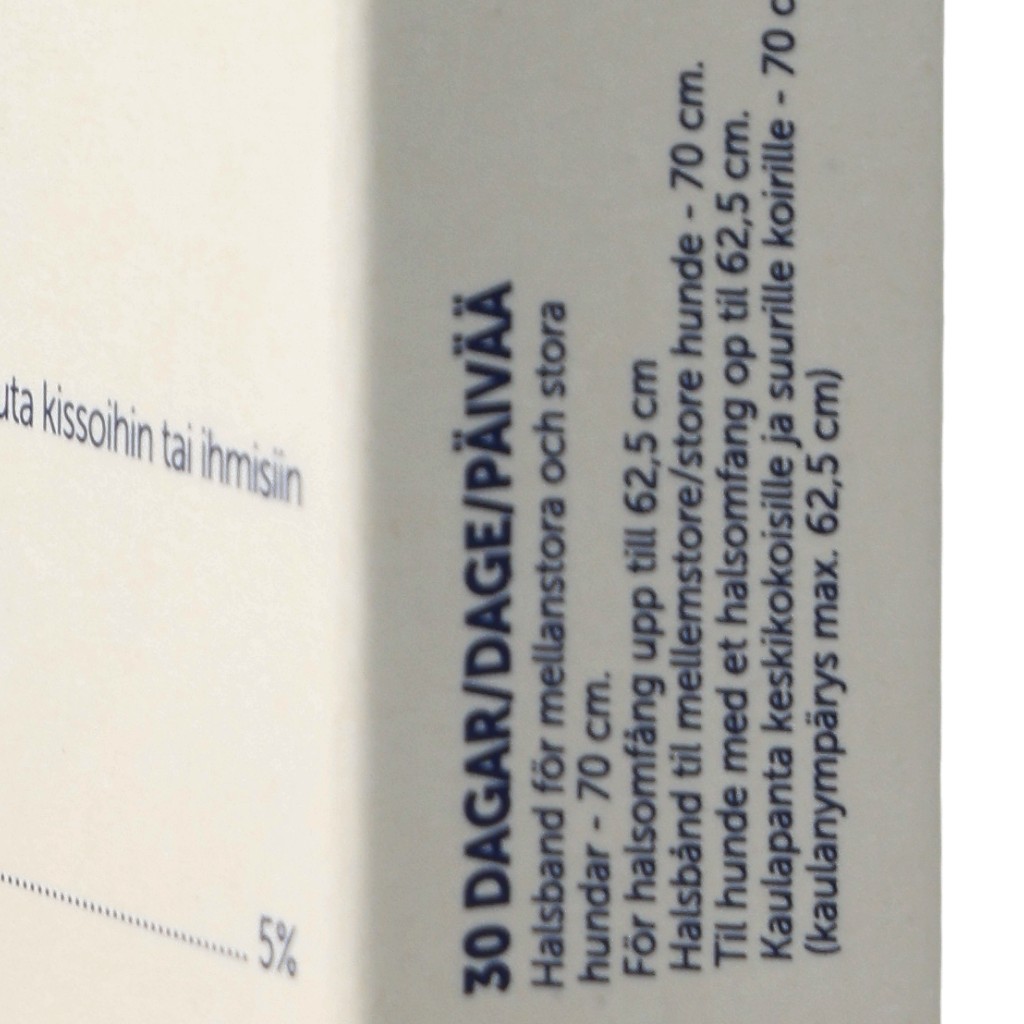 kissoihin tai ihmisiin
5%
30 DAGAR/DAGE/PÄIVÄÄ
Halsband för mellanstora och stora
hundar - 70 cm.
För halsomfång upp till 62,5 cm
Halsbånd til mellemstore/store hunde - 70 cm.
Til hunde med et halsomfang op til 62,5 cm.
Kaulapanta keskikokoisille ja suurille koirille - 70
(kaulanympärys max. 62,5 cm)